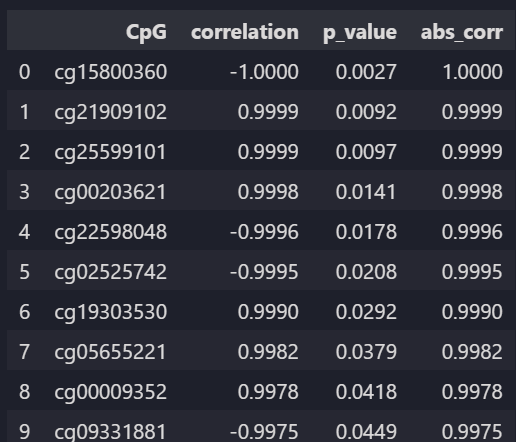 CpG correlation p_value abs_corr
0 cg15800360 -1.0000 0.0027 1.0000
1 cg21909102 0.9999 0.0092 0.9999
2 cg25599101 0.9999 0.0097 0.9999
3 cg00203621 0.9998 0.0141 0.9998
4 cg22598048 -0.9996 0.0178 0.9996
5 cg02525742 -0.9995 0.0208 0.9995
6 cg19303530 0.9990 0.0292 0.9990
7 cg05655221 0.9982 0.0379 0.9982
8 cg00009352 0.9978 0.0418 0.9978
9 cg09331881 -0.9975 0.0449 0.9975